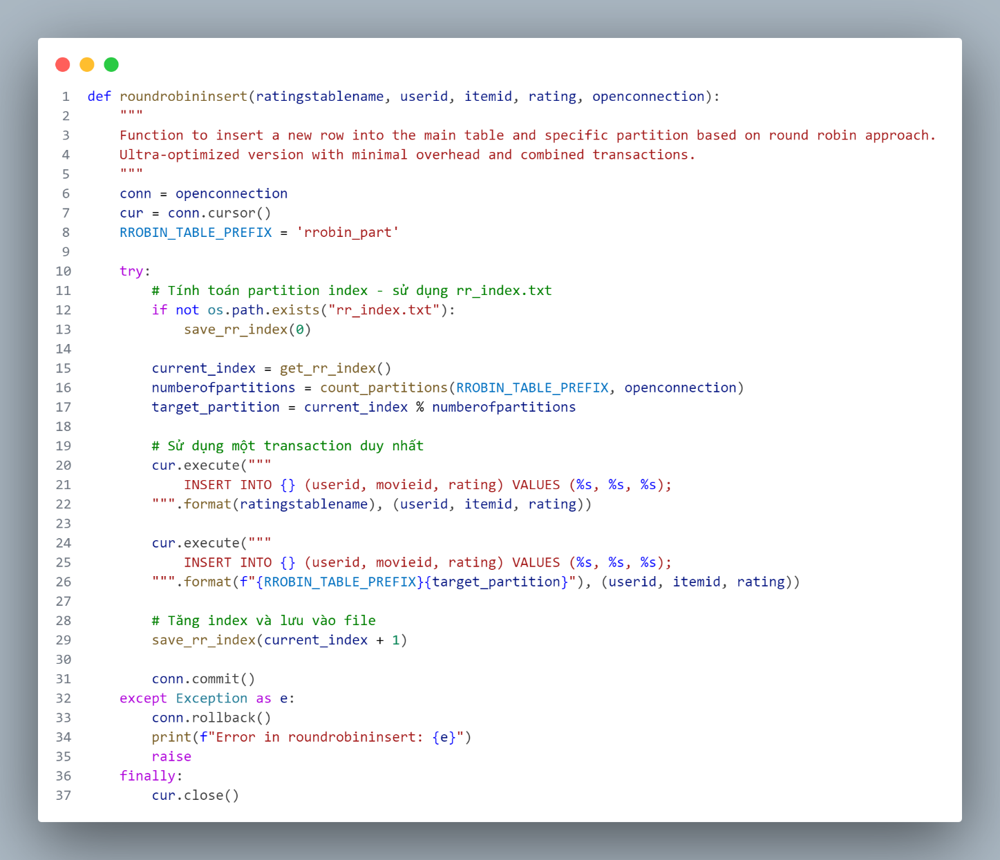 1 def roundrobininsert(ratingstablename, userid, itemid, rating, openconnection):
2     """
3     Function to insert a new row into the main table and specific partition based on round robin approach.
4     Ultra-optimized version with minimal overhead and combined transactions.
5     """
6     conn = openconnection
7     cur = conn.cursor()
8     RROBIN_TABLE_PREFIX = 'rrobin_part'
9
10     try:
11         # Tính toán partition index - sử dụng rr_index.txt
12         if not os.path.exists("rr_index.txt"):
13             save_rr_index(0)
14
15         current_index = get_rr_index()
16         numberofpartitions = count_partitions(RROBIN_TABLE_PREFIX, openconnection)
17         target_partition = current_index % numberofpartitions
18
19         # Sử dụng một transaction duy nhất
20         cur.execute("""
21             INSERT INTO {} (userid, movieid, rating) VALUES (%s, %s, %s);
22         """.format(ratingstablename), (userid, itemid, rating))
23
24         cur.execute("""
25             INSERT INTO {} (userid, movieid, rating) VALUES (%s, %s, %s);
26         """.format(f"{RROBIN_TABLE_PREFIX}{target_partition}"), (userid, itemid, rating))
27
28         # Tăng index và lưu vào file
29         save_rr_index(current_index + 1)
30
31         conn.commit()
32     except Exception as e:
33         conn.rollback()
34         print(f"Error in roundrobininsert: {e}")
35         raise
36     finally:
37         cur.close()